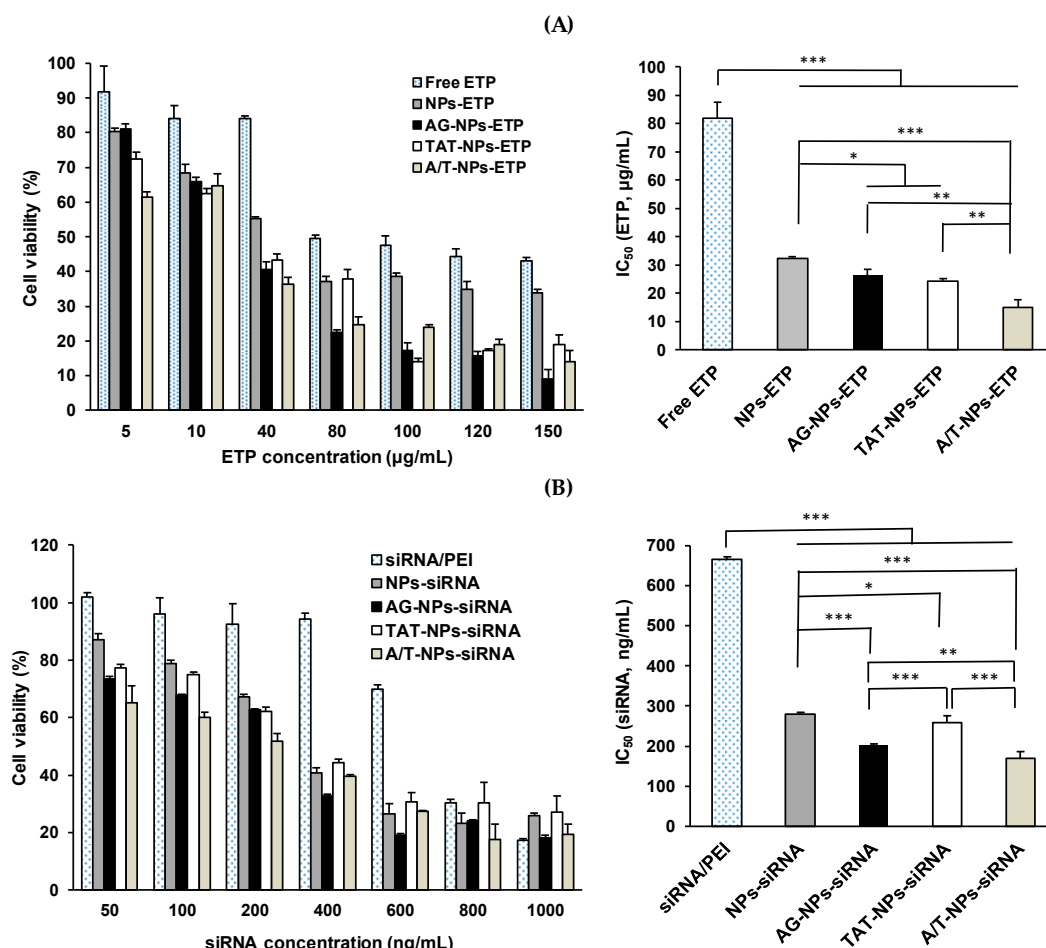 (A)
Cell viability (%)
100
90
80
70
60
50
40
30
20
10
0
Free ETP
NPs-ETP
AG-NPs-ETP
TAT-NPs-ETP
A/T-NPs-ETP
5 10 40 80 100 120 150
ETP concentration (µg/mL)
IC50 (ETP, µg/mL)
100
90
80
70
60
50
40
30
20
10
0
***
***
*
**
**
Free ETP
NPs-ETP
AG-NPs-ETP
TAT-NPs-ETP
A/T-NPs-ETP
(B)
Cell viability (%)
120
100
80
60
40
20
0
siRNA/PEI
NPs-siRNA
AG-NPs-siRNA
TAT-NPs-siRNA
A/T-NPs-siRNA
50 100 200 400 600 800 1000
siRNA concentration (ng/mL)
IC50 (siRNA, ng/mL)
700
600
500
400
300
200
100
0
***
***
*
***
**
***
***
siRNA/PEI
NPs-siRNA
AG-NPs-siRNA
TAT-NPs-siRNA
A/T-NPs-siRNA